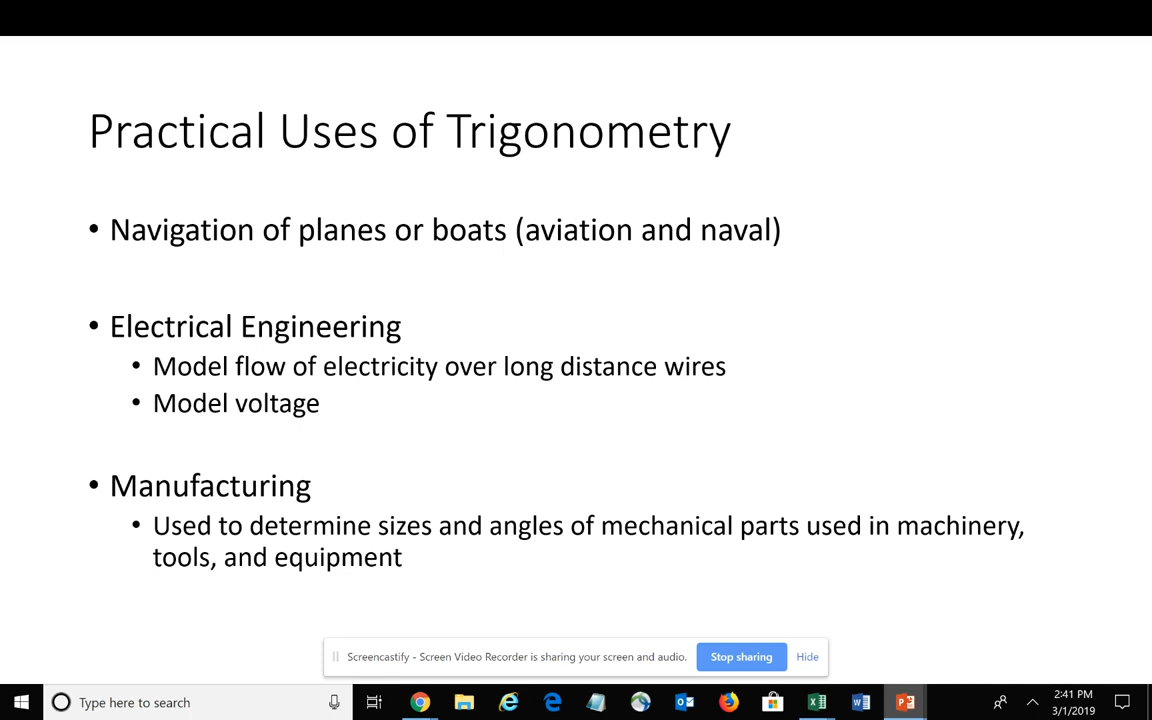 Practical Uses of Trigonometry
• Navigation of planes or boats (aviation and naval)
• Electrical Engineering
• Model flow of electricity over long distance wires
• Model voltage
• Manufacturing
• Used to determine sizes and angles of mechanical parts used in machinery,
tools, and equipment
Screencastify - Screen Video Recorder is sharing your screen and audio. Stop sharing Hide
Type here to search
2:41 PM
3/1/2019